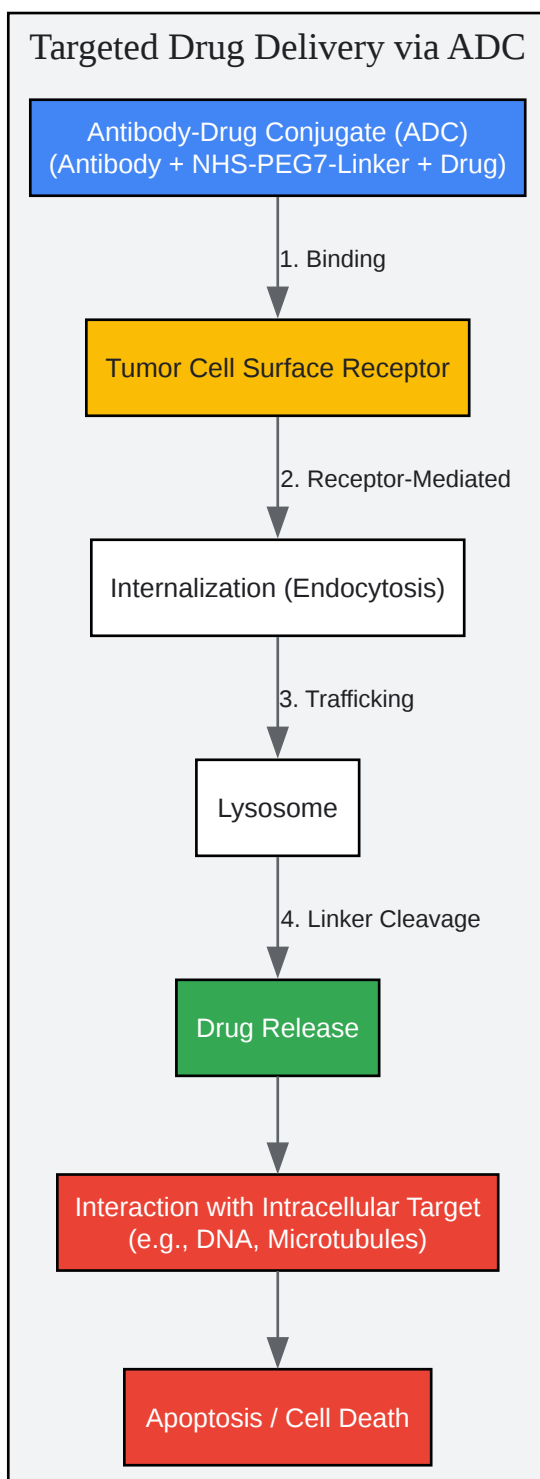 Targeted Drug Delivery via ADC
Antibody-Drug Conjugate (ADC)
(Antibody + NHS-PEG7-Linker + Drug)
1. Binding
Tumor Cell Surface Receptor
2. Receptor-Mediated
Internalization (Endocytosis)
3. Trafficking
Lysosome
4. Linker Cleavage
Drug Release
Interaction with Intracellular Target
(e.g., DNA, Microtubules)
Apoptosis / Cell Death